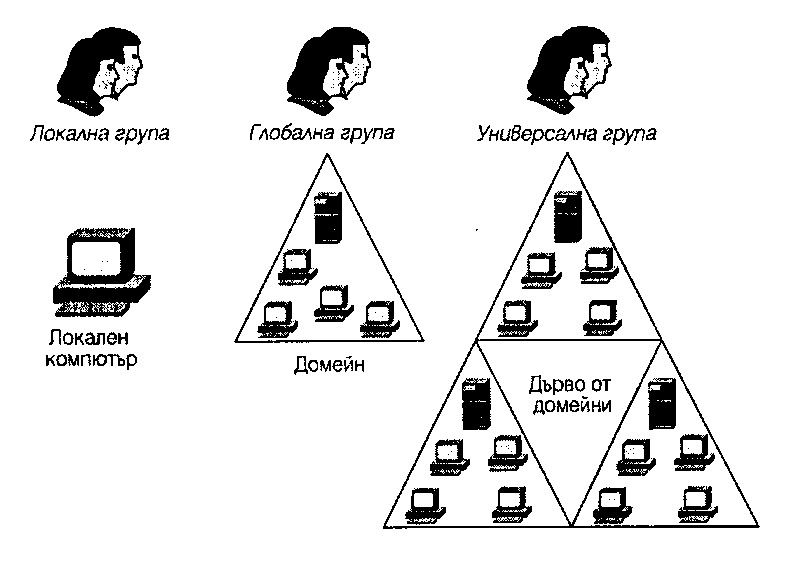 Локална група
Глобална група
Универсална група
Локален
компютър
Домейн
Дърво от
домейни